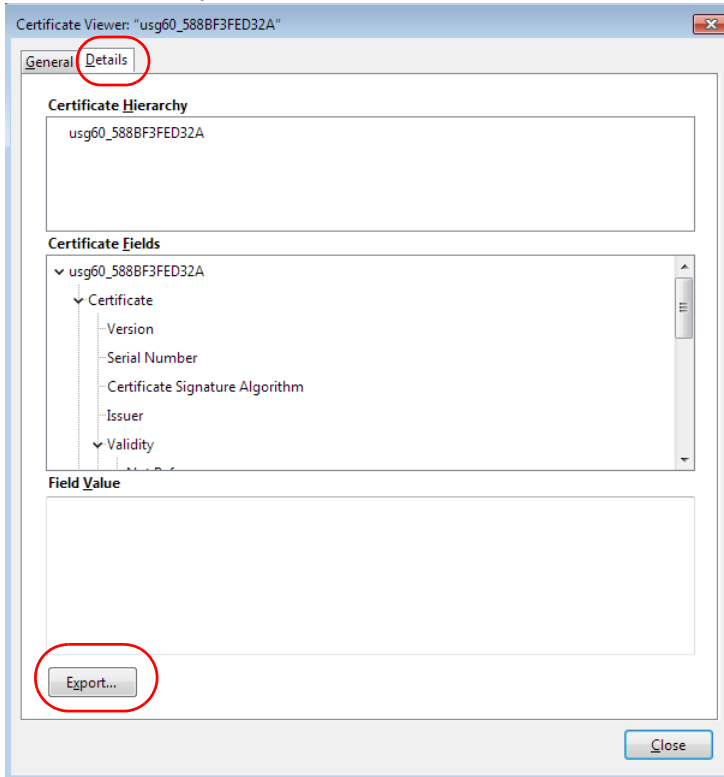 Certificate Viewer: "usg60_588BF3FED32A"
General Details
Certificate Hierarchy
usg60_588BF3FED32A
Certificate Fields
usg60_588BF3FED32A
Certificate
Version
Serial Number
Certificate Signature Algorithm
Issuer
Validity
Field Value
Export...
Close